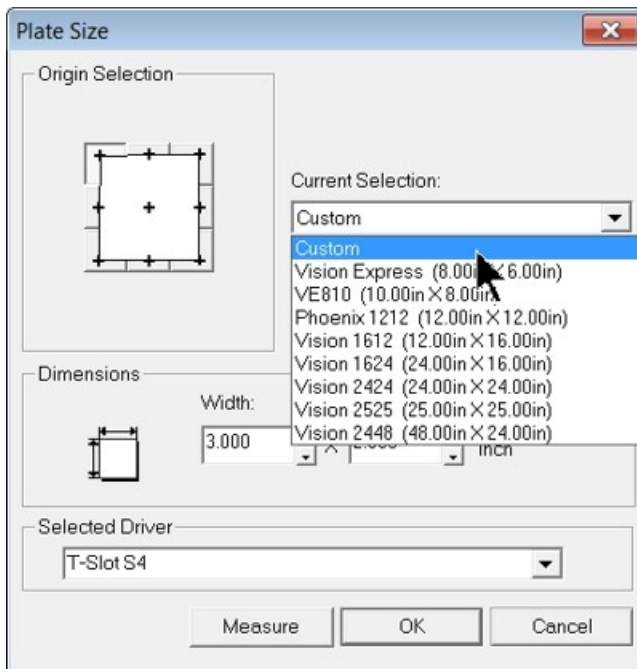 Plate Size
Origin Selection
Current Selection:
Custom
Custom
Vision Express (8.00in X 6.00in)
VE810 (10.00in X 8.00in)
Phoenix 1212 (12.00in X 12.00in)
Vision 1612 (12.00in X 16.00in)
Vision 1624 (24.00in X 16.00in)
Vision 2424 (24.00in X 24.00in)
Vision 2525 (25.00in X 25.00in)
Vision 2448 (48.00in X 24.00in)
Dimensions
Width:
3.000 X inch
Selected Driver
T-Slot S4
Measure OK Cancel